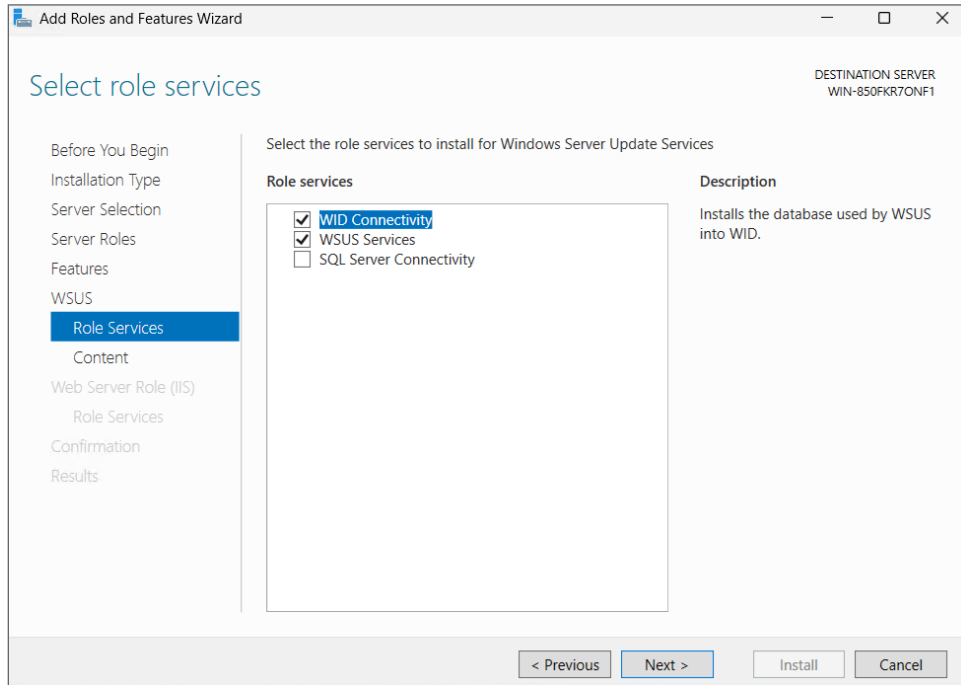 Add Roles and Features Wizard
Select role services
DESTINATION SERVER
WIN-850FKR7ONF1
Before You Begin
Installation Type
Server Selection
Server Roles
Features
WSUS
Role Services
Content
Web Server Role (IIS)
Role Services
Confirmation
Results
Select the role services to install for Windows Server Update Services
Role services
WID Connectivity
WSUS Services
SQL Server Connectivity
Description
Installs the database used by WSUS
into WID.
< Previous
Next >
Install
Cancel